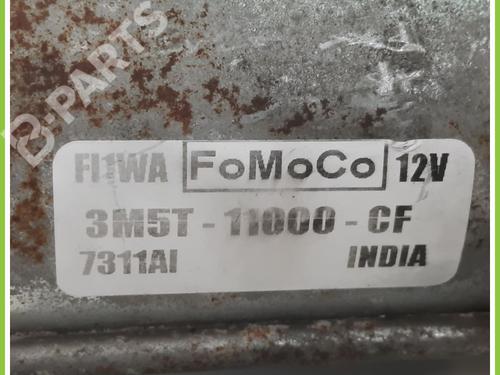 B-PARTS
FI1WA FoMoCo 12V
3M5T - 11000 - CF
7311AI INDIA